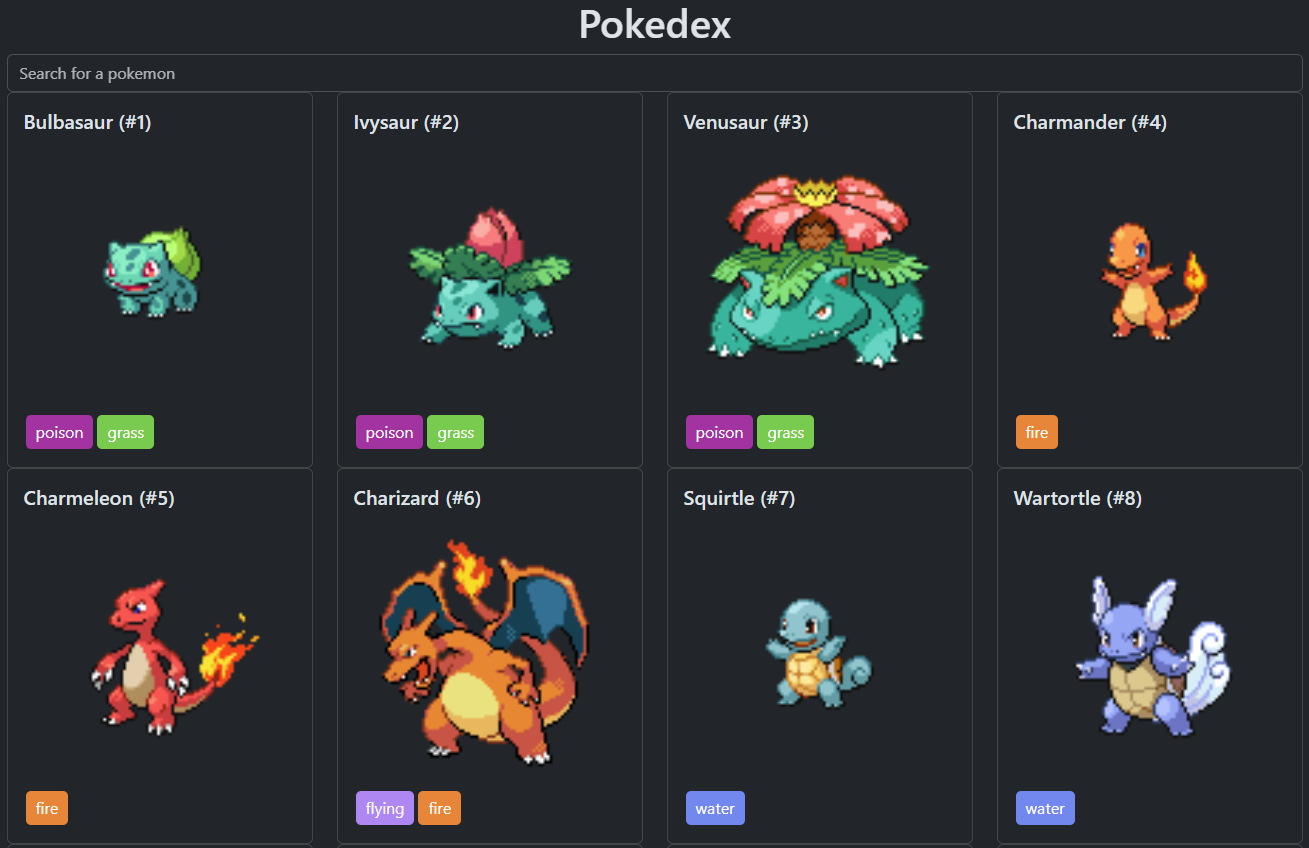 Pokedex
Search for a pokemon
Bulbasaur (#1)
Ivysaur (#2)
Venusaur (#3)
Charmander (#4)
poison grass
poison grass
poison grass
fire
Charmeleon (#5)
Charizard (#6)
Squirtle (#7)
Wartortle (#8)
fire
flying fire
water
water